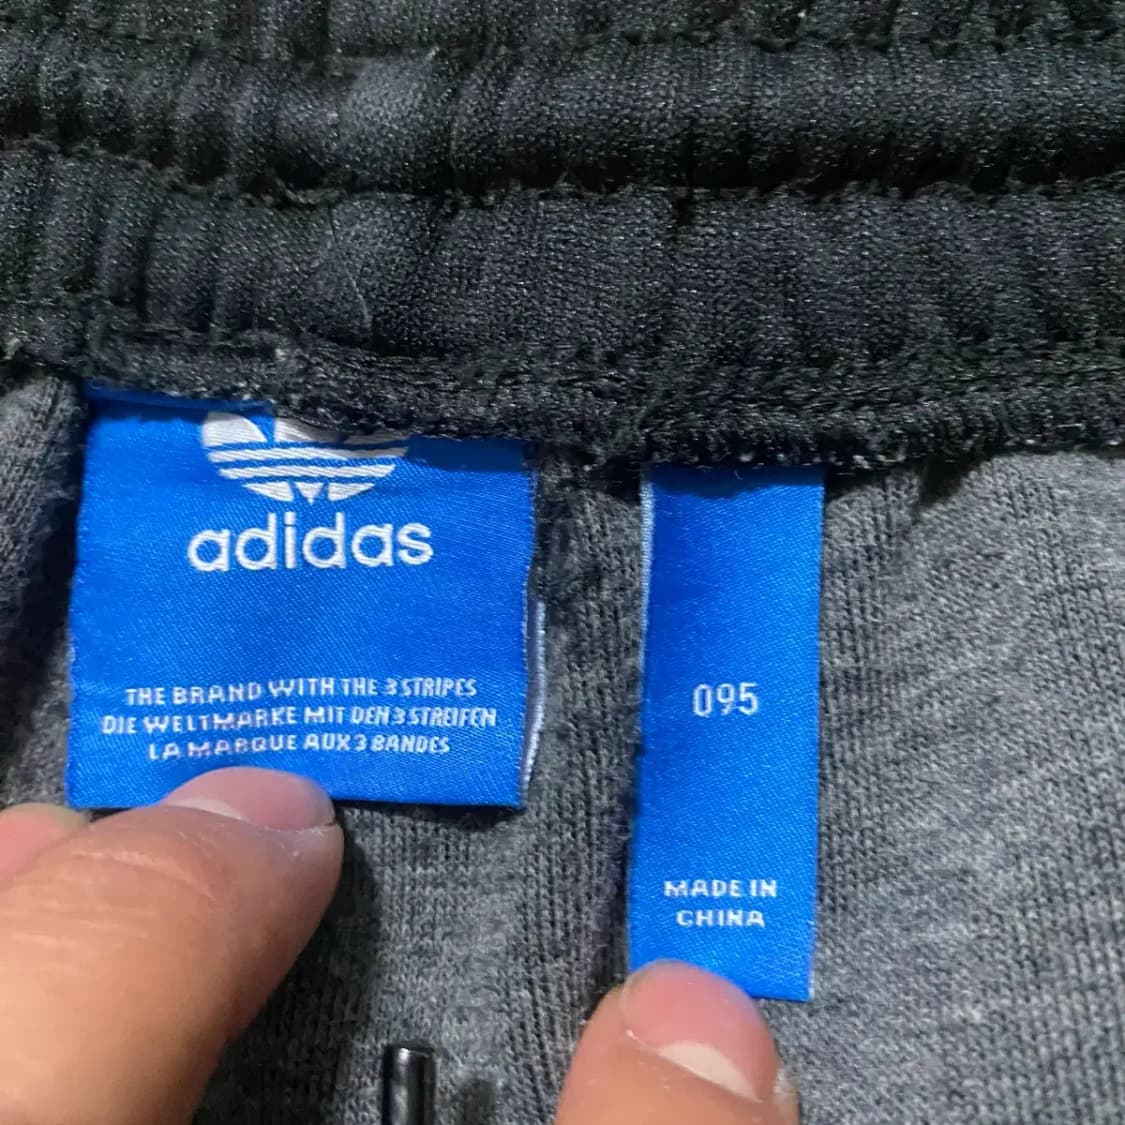 adidas
THE BRAND WITH THE 3 STRIPES
DIE WELTMARKE MIT DEN 3 STREIFEN
LA MARQUE AUX 3 BANDES
095
MADE IN
CHINA